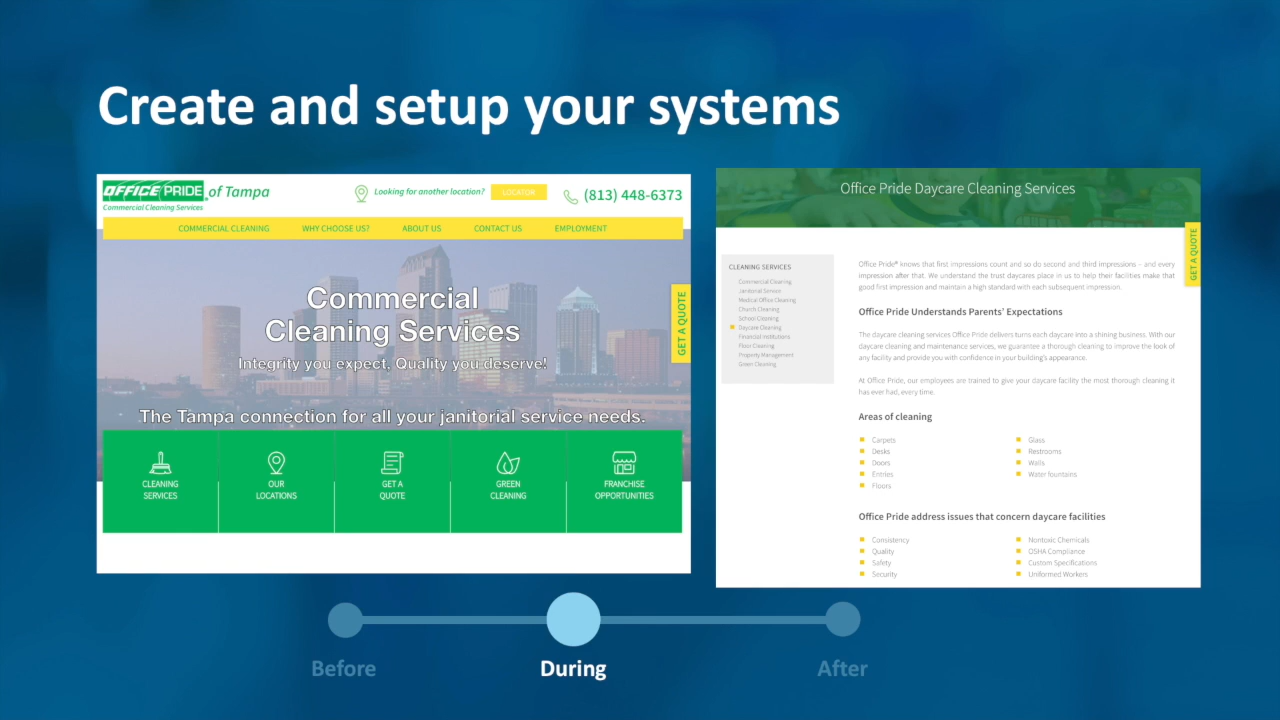 Create and setup your systems
OFFICE PRIDE® of Tampa
Commercial Cleaning Services
Looking for another location?
LOCATOR
(813) 448-6373
COMMERCIAL CLEANING
WHY CHOOSE US?
ABOUT US
CONTACT US
EMPLOYMENT
Commercial
Cleaning Services
Integrity you expect, Quality you deserve!
The Tampa connection for all your janitorial service needs.
GET A QUOTE
CLEANING
SERVICES
OUR
LOCATIONS
GET A
QUOTE
GREEN
CLEANING
FRANCHISE
OPPORTUNITIES
Office Pride Daycare Cleaning Services
GET A QUOTE
CLEANING SERVICES
Commercial Cleaning
Janitorial Service
Medical Office Cleaning
Church Cleaning
School Cleaning
Daycare Cleaning
Financial Institutions
Floor Cleaning
Property Management
Green Cleaning
Office Pride® knows that first impressions count and so do second and third impressions – and every
impression after that. We understand the trust daycares place in us to help their facilities make that
good first impression and maintain a high standard with each subsequent impression.
Office Pride Understands Parents' Expectations
The daycare cleaning services Office Pride delivers turns each daycare into a shining business. With our
daycare cleaning and maintenance services, we guarantee a thorough cleaning to improve the look of
any facility and provide you with confidence in your building's appearance.
At Office Pride, our employees are trained to give your daycare facility the most thorough cleaning it
has ever had, every time.
Areas of cleaning
Carpets
Desks
Doors
Entries
Floors
Glass
Restrooms
Walls
Water fountains
Office Pride address issues that concern daycare facilities
Consistency
Quality
Safety
Security
Nontoxic Chemicals
OSHA Compliance
Custom Specifications
Uniformed Workers
Before
During
After